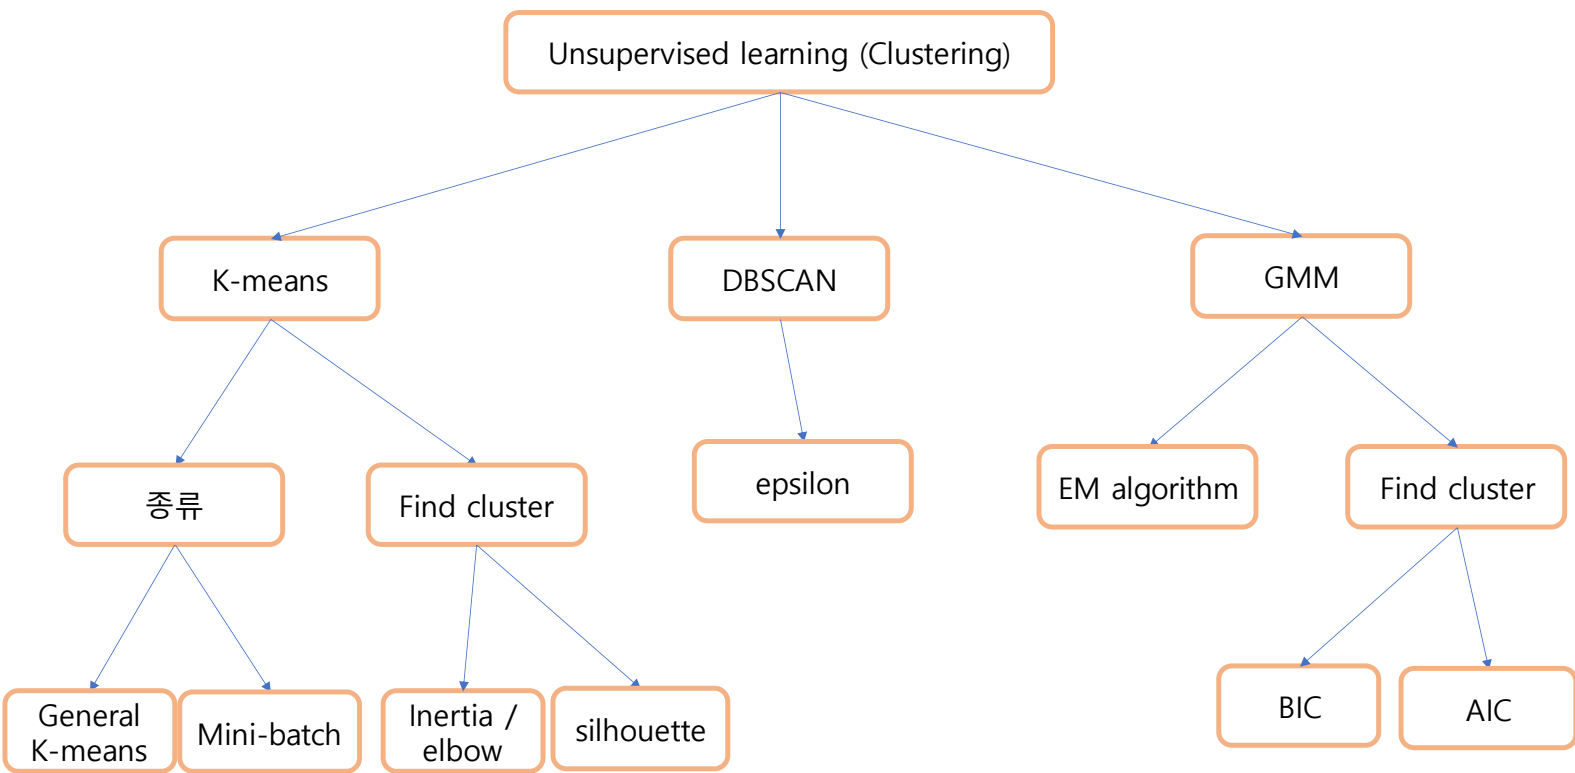 Unsupervised learning (Clustering)
K-means
DBSCAN
GMM
종류
Find cluster
epsilon
EM algorithm
Find cluster
General
K-means
Mini-batch
Inertia /
elbow
silhouette
BIC
AIC